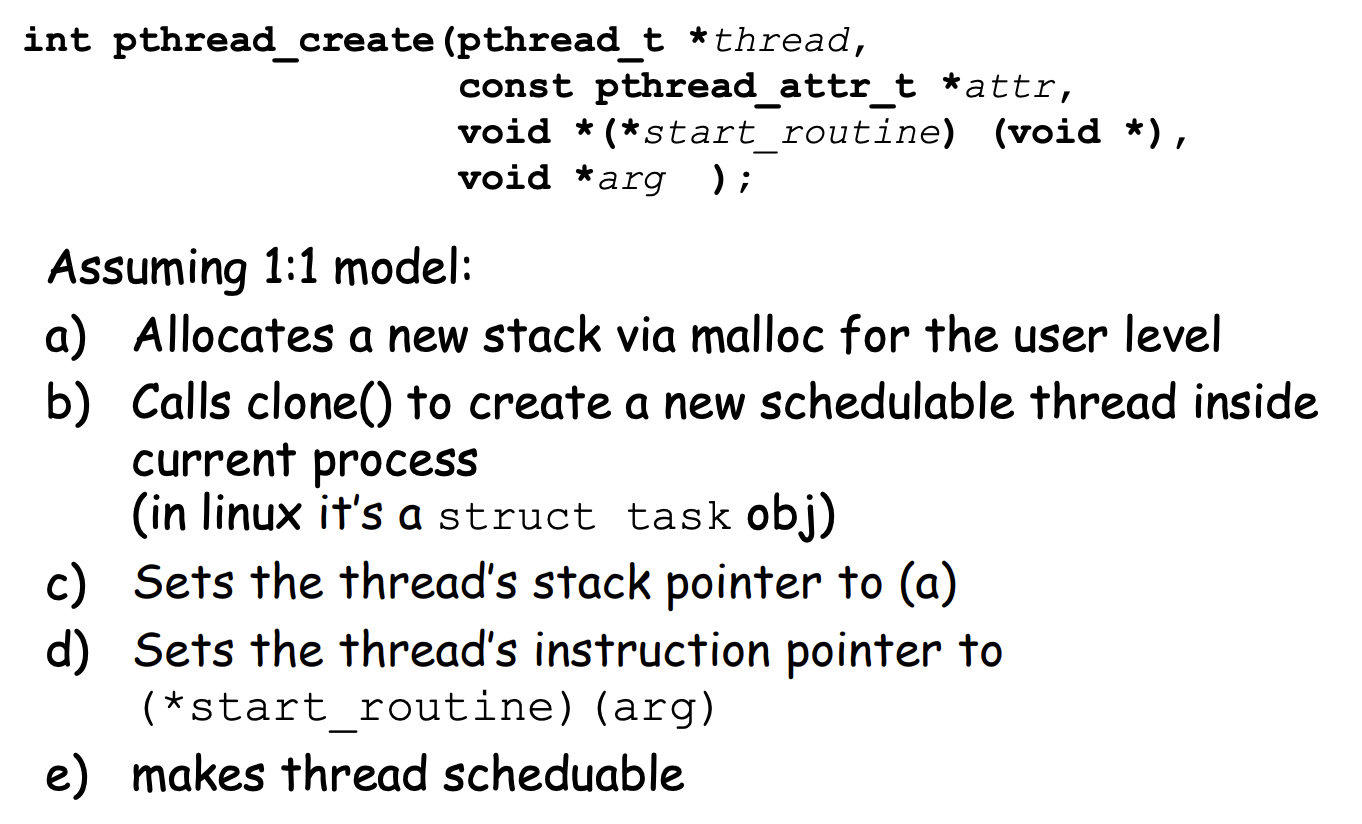 int pthread_create(pthread_t *thread,
const pthread_attr_t *attr,
void *(*start_routine) (void *),
void *arg );
Assuming 1:1 model:
a) Allocates a new stack via malloc for the user level
b) Calls clone() to create a new schedulable thread inside
current process
(in linux it's a struct task obj)
c) Sets the thread's stack pointer to (a)
d) Sets the thread's instruction pointer to
(*start_routine)(arg)
e) makes thread scheduable